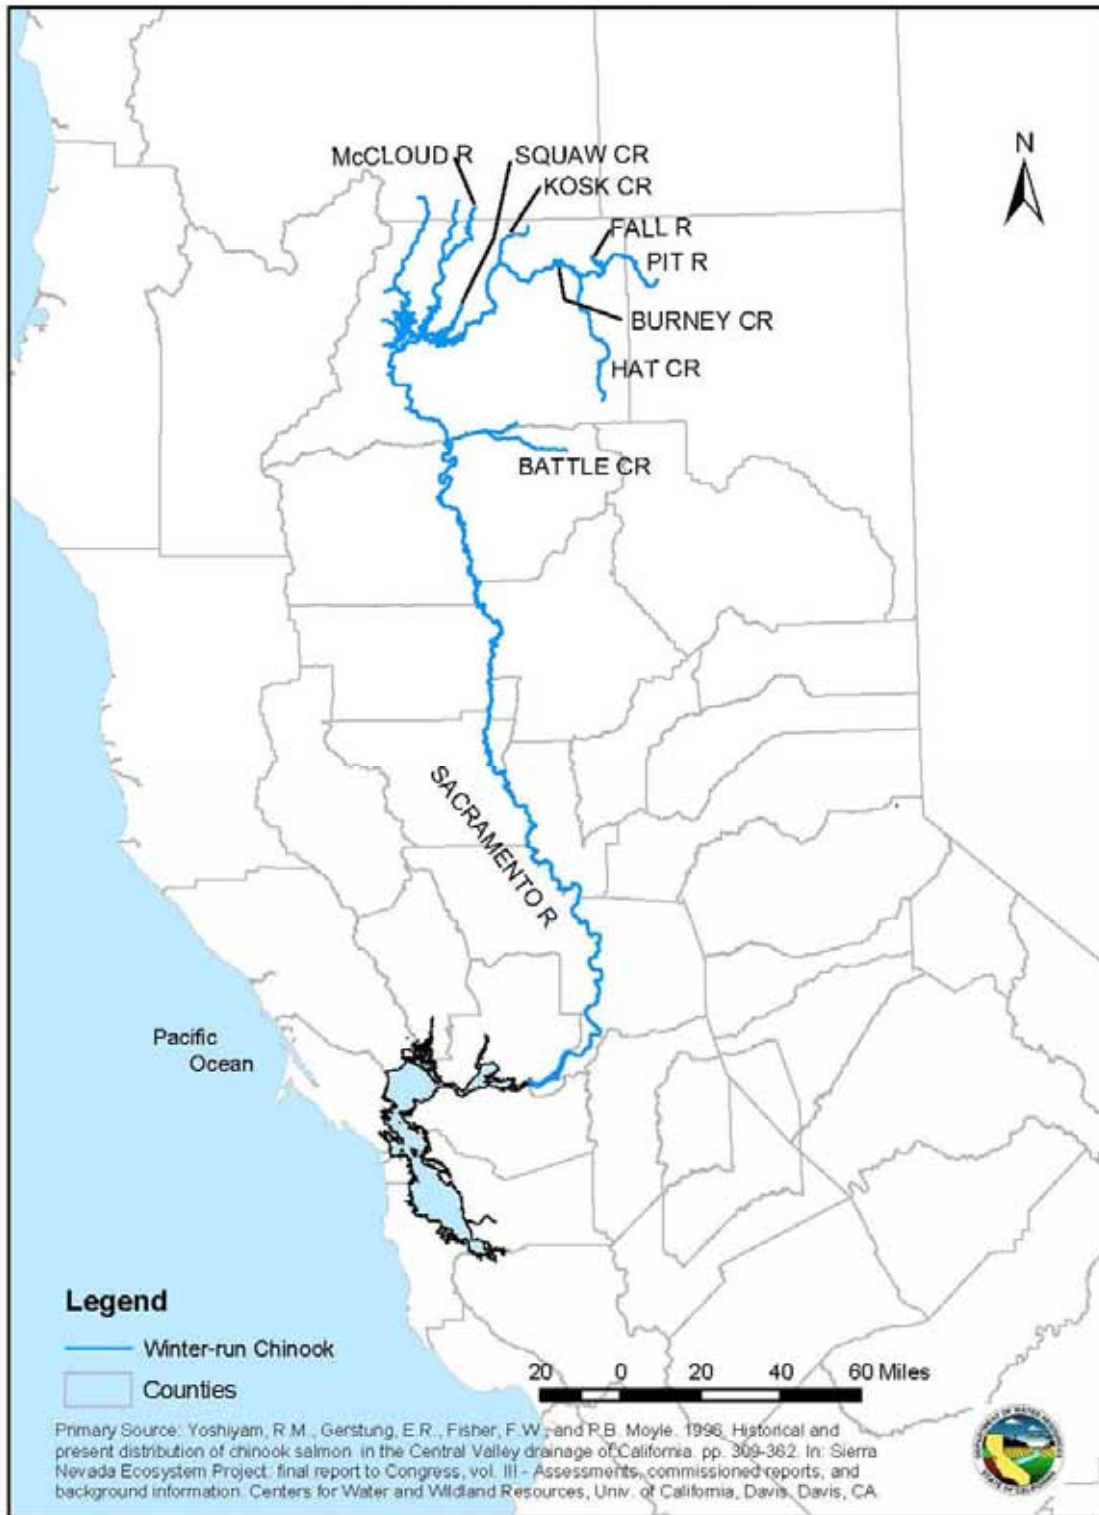 N
McCLOUD R
SQUAW CR
KOSK CR
FALL R
PIT R
BURNEY CR
HAT CR
BATTLE CR
SACRAMENTO R
Pacific
Ocean
Legend
Winter-run Chinook
Counties
20 0 20 40 60 Miles
Primary Source: Yoshiyam, R.M., Gerstung, E.R., Fisher, F.W., and P.B. Moyle. 1996. Historical and
present distribution of chinook salmon in the Central Valley drainage of California. pp. 309-362. In: Sierra
Nevada Ecosystem Project: final report to Congress, vol. III - Assessments, commissioned reports, and
background information. Centers for Water and Wildland Resources, Univ. of California, Davis. Davis, CA